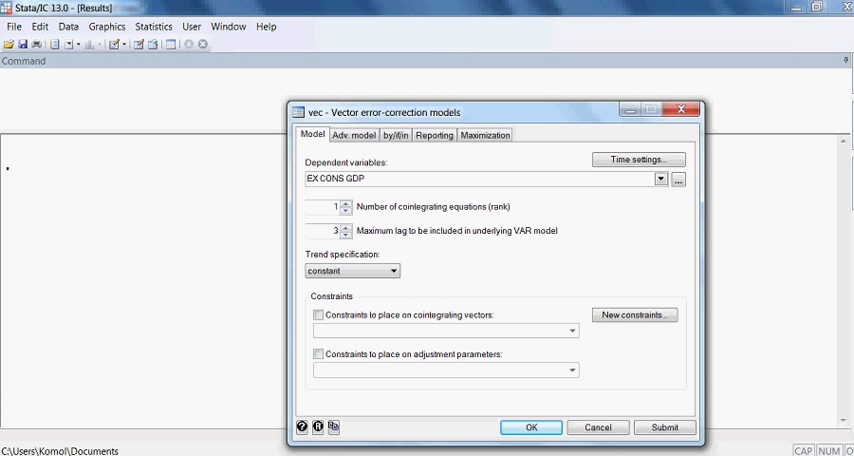 Stata/IC 13.0 - [Results]
File Edit Data Graphics Statistics User Window Help
Command
vec - Vector error-correction models
Model Adv. model by/if/in Reporting Maximization
Dependent variables:
Time settings...
EX CONS GDP
...
1 Number of cointegrating equations (rank)
3 Maximum lag to be included in underlying VAR model
Trend specification:
constant
Constraints
Constraints to place on cointegrating vectors:
New constraints...
Constraints to place on adjustment parameters:
OK Cancel Submit
C:\Users\Komol\Documents
CAP NUM